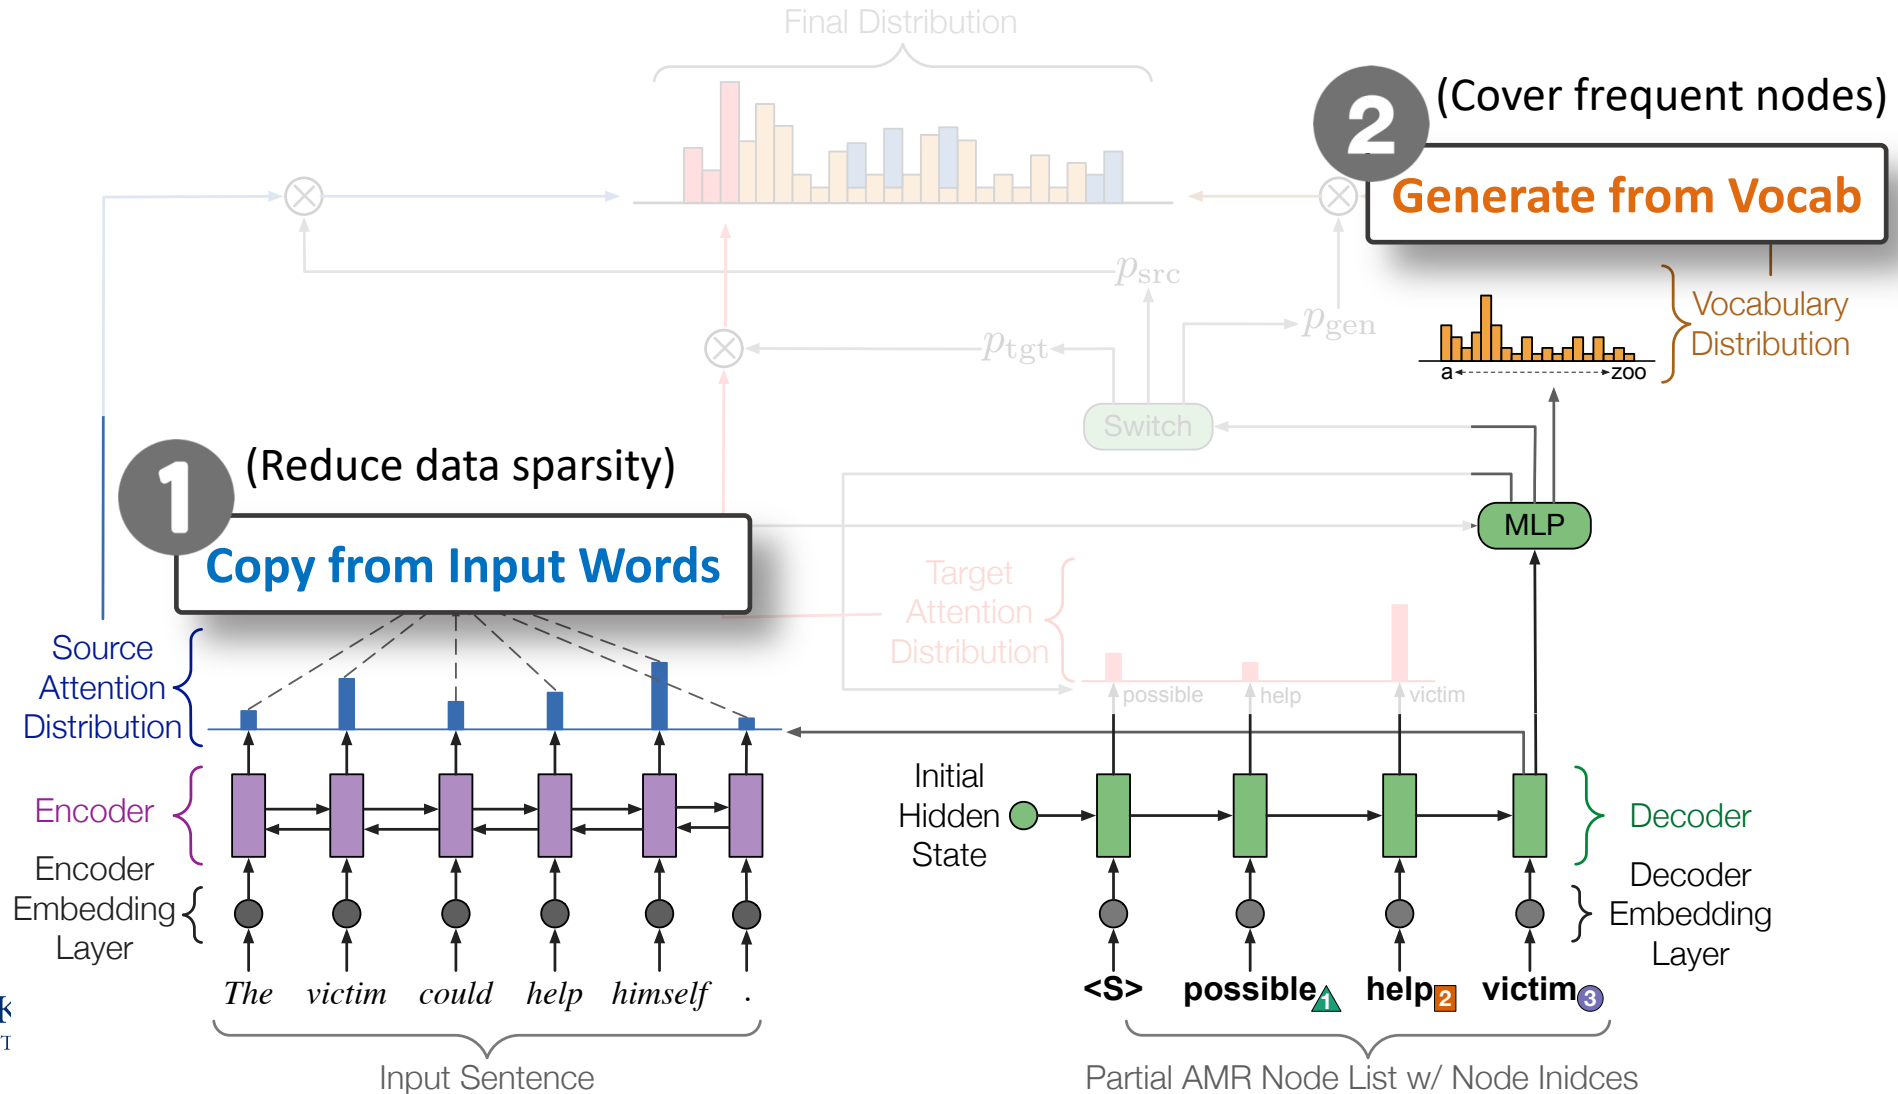 Final Distribution
2
(Cover frequent nodes)
Generate from Vocab
p_src
p_gen
p_tgt
Vocabulary
Distribution
a
zoo
Switch
1
(Reduce data sparsity)
Copy from Input Words
MLP
Target
Attention
Distribution
possible
help
victim
Source
Attention
Distribution
Initial
Hidden
State
Encoder
Decoder
Encoder
Embedding
Layer
Decoder
Embedding
Layer
The victim could help himself .
<S> possible 1 help 2 victim 3
Input Sentence
Partial AMR Node List w/ Node Inidces